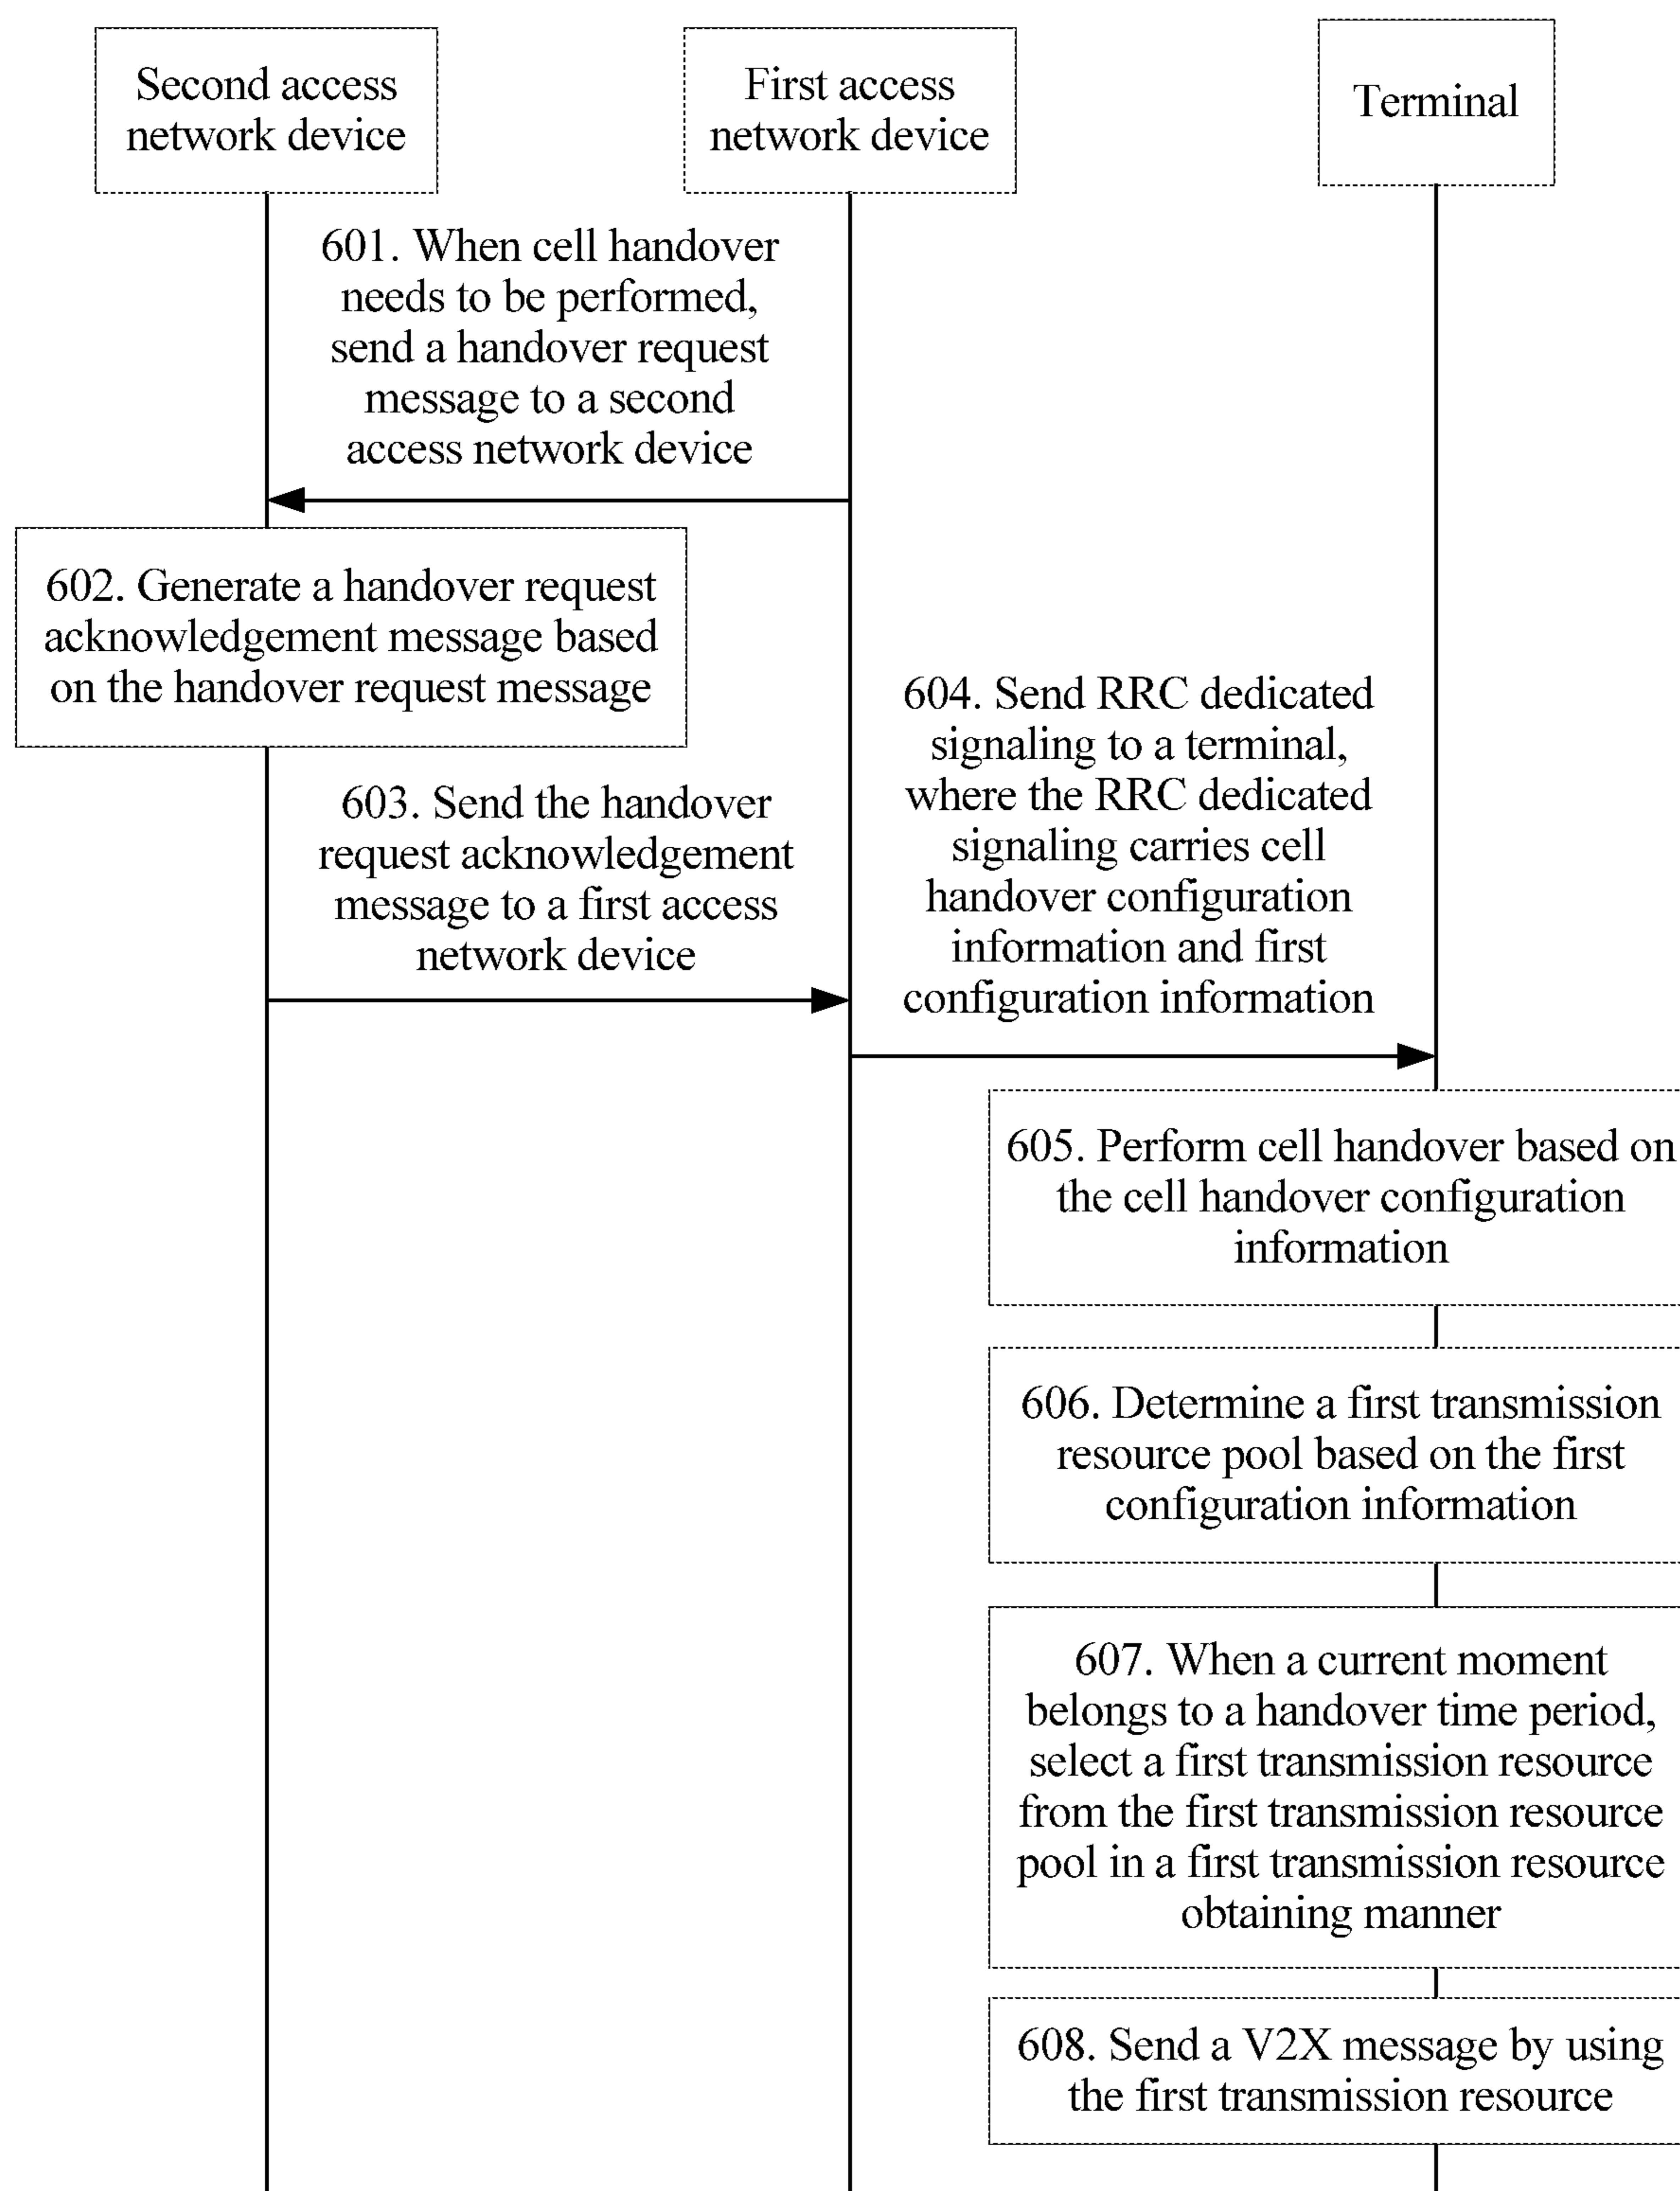 Second access
network device
First access
network device
Terminal
601. When cell handover
needs to be performed,
send a handover request
message to a second
access network device
602. Generate a handover request
acknowledgement message based
on the handover request message
603. Send the handover
request acknowledgement
message to a first access
network device
604. Send RRC dedicated
signaling to a terminal,
where the RRC dedicated
signaling carries cell
handover configuration
information and first
configuration information
605. Perform cell handover based on
the cell handover configuration
information
606. Determine a first transmission
resource pool based on the first
configuration information
607. When a current moment
belongs to a handover time period,
select a first transmission resource
from the first transmission resource
pool in a first transmission resource
obtaining manner
608. Send a V2X message by using
the first transmission resource